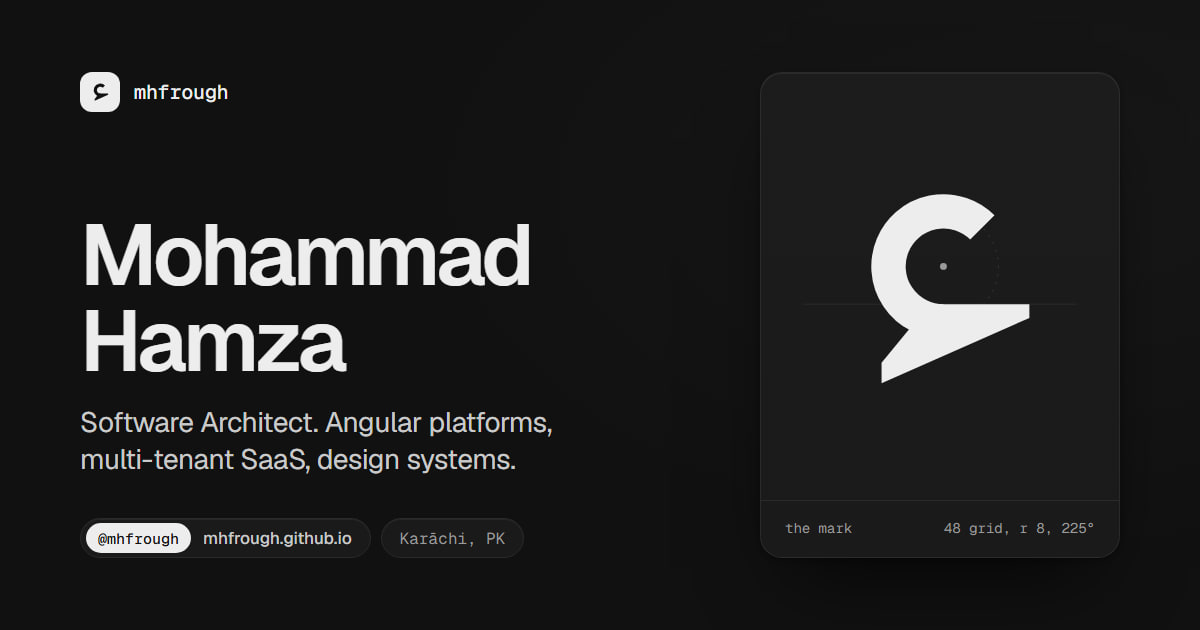 mhfrough
Mohammad
Hamza
Software Architect. Angular platforms,
multi-tenant SaaS, design systems.
@mhfrough mhfrough.github.io Karāchi, PK
the mark 48 grid, r 8, 225°